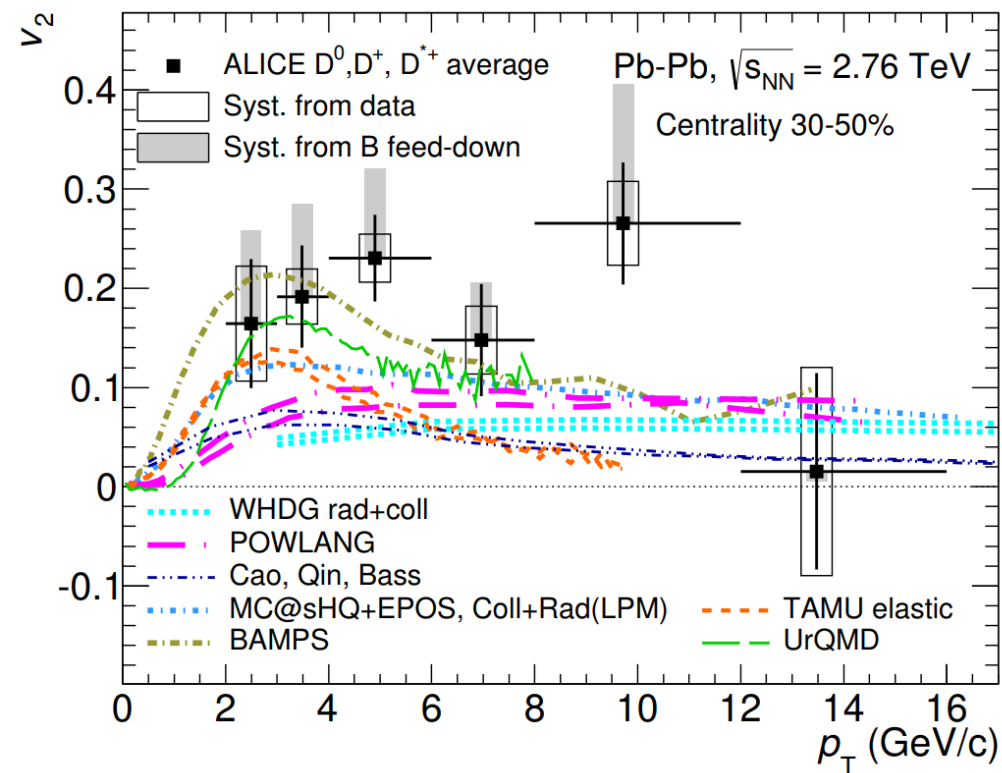 v₂
ALICE D⁰,D⁺, D*⁺ average
Syst. from data
Syst. from B feed-down
Pb-Pb, √s_NN = 2.76 TeV
Centrality 30-50%
0.4
0.3
0.2
0.1
0
-0.1
WHDG rad+coll
POWLANG
Cao, Qin, Bass
MC@sHQ+EPOS, Coll+Rad(LPM)
BAMPS
TAMU elastic
UrQMD
0 2 4 6 8 10 12 14 16
p_T (GeV/c)